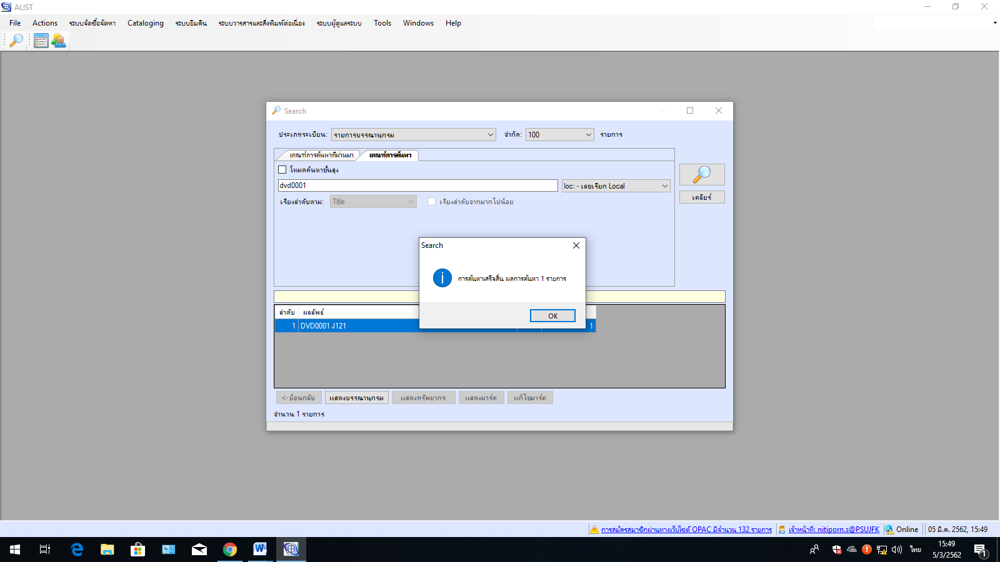 ALIST
File Actions ระบบจัดซื้อจัดหา Cataloging ระบบยืมคืน ระบบวารสารและสิ่งพิมพ์ต่อเนื่อง ระบบผู้ดูแลระบบ Tools Windows Help
Search
ประเภทระเบียน: รายการบรรณานุกรม จำกัด: 100 รายการ
เกณฑ์การค้นหาที่ผ่านมา เกณฑ์การค้นหา
โหมดค้นหาขั้นสูง
dvd0001 loc: - เลขเรียก Local
เคลียร์
เรียงลำดับตาม: Title เรียงลำดับจากมากไปน้อย
Search
การค้นหาเสร็จสิ้น ผลการค้นหา 1 รายการ
OK
ลำดับ ผลลัพธ์
1 DVD0001 J121 1
<- ย้อนกลับ แสดงบรรณานุกรม แสดงทรัพยากร แสดงมาร์ค แก้ไขมาร์ค
จำนวน 1 รายการ
การสมัครสมาชิกผ่านทางเว็บไซต์ OPAC มีจำนวน 132 รายการ เจ้าหน้าที่: nitiporn.s@PSUJFK Online 05 มี.ค. 2562, 15:49
ไทย 15:49
5/3/2562 1